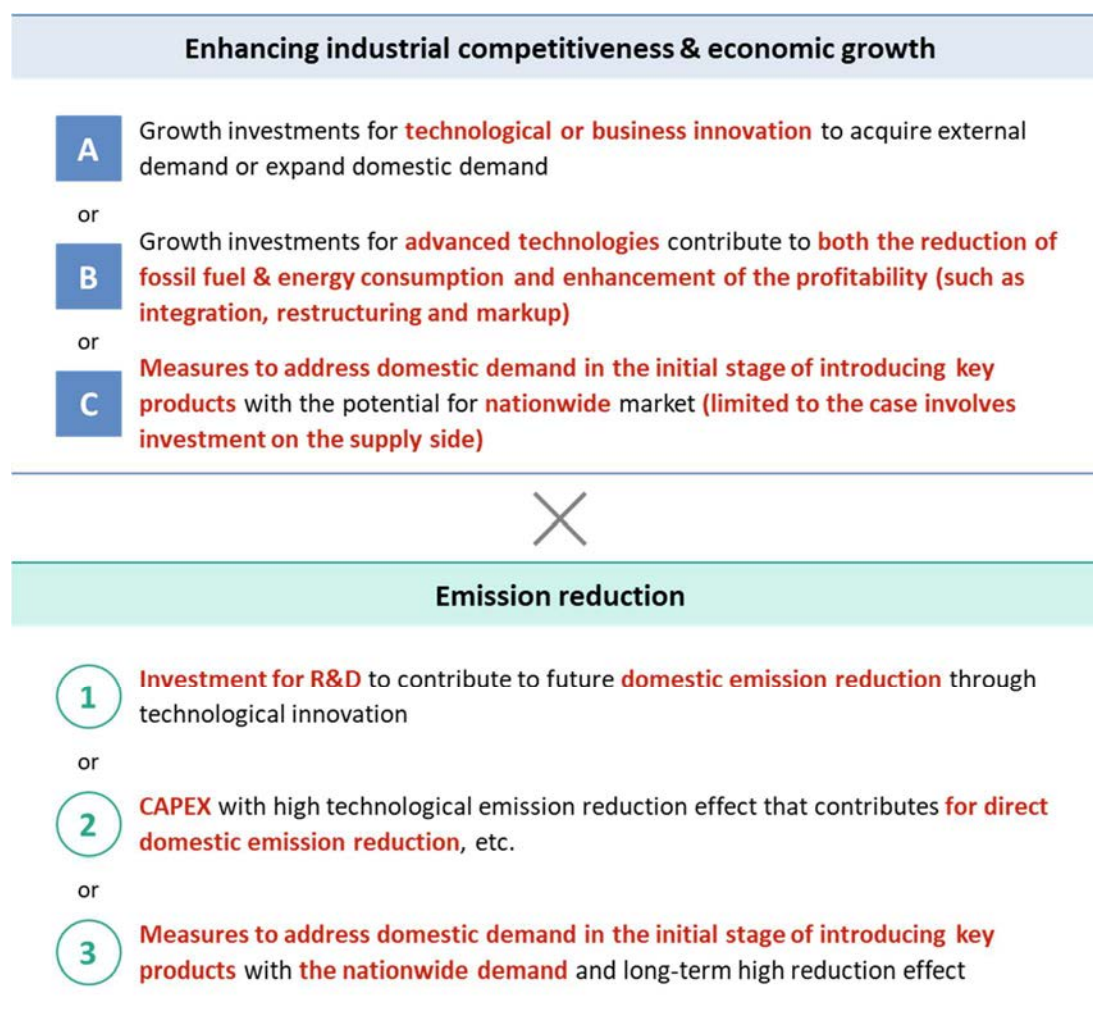 Enhancing industrial competitiveness & economic growth
A
Growth investments for technological or business innovation to acquire external
demand or expand domestic demand
or
B
Growth investments for advanced technologies contribute to both the reduction of
fossil fuel & energy consumption and enhancement of the profitability (such as
integration, restructuring and markup)
or
C
Measures to address domestic demand in the initial stage of introducing key
products with the potential for nationwide market (limited to the case involves
investment on the supply side)
Emission reduction
1
Investment for R&D to contribute to future domestic emission reduction through
technological innovation
or
2
CAPEX with high technological emission reduction effect that contributes for direct
domestic emission reduction, etc.
or
3
Measures to address domestic demand in the initial stage of introducing key
products with the nationwide demand and long-term high reduction effect